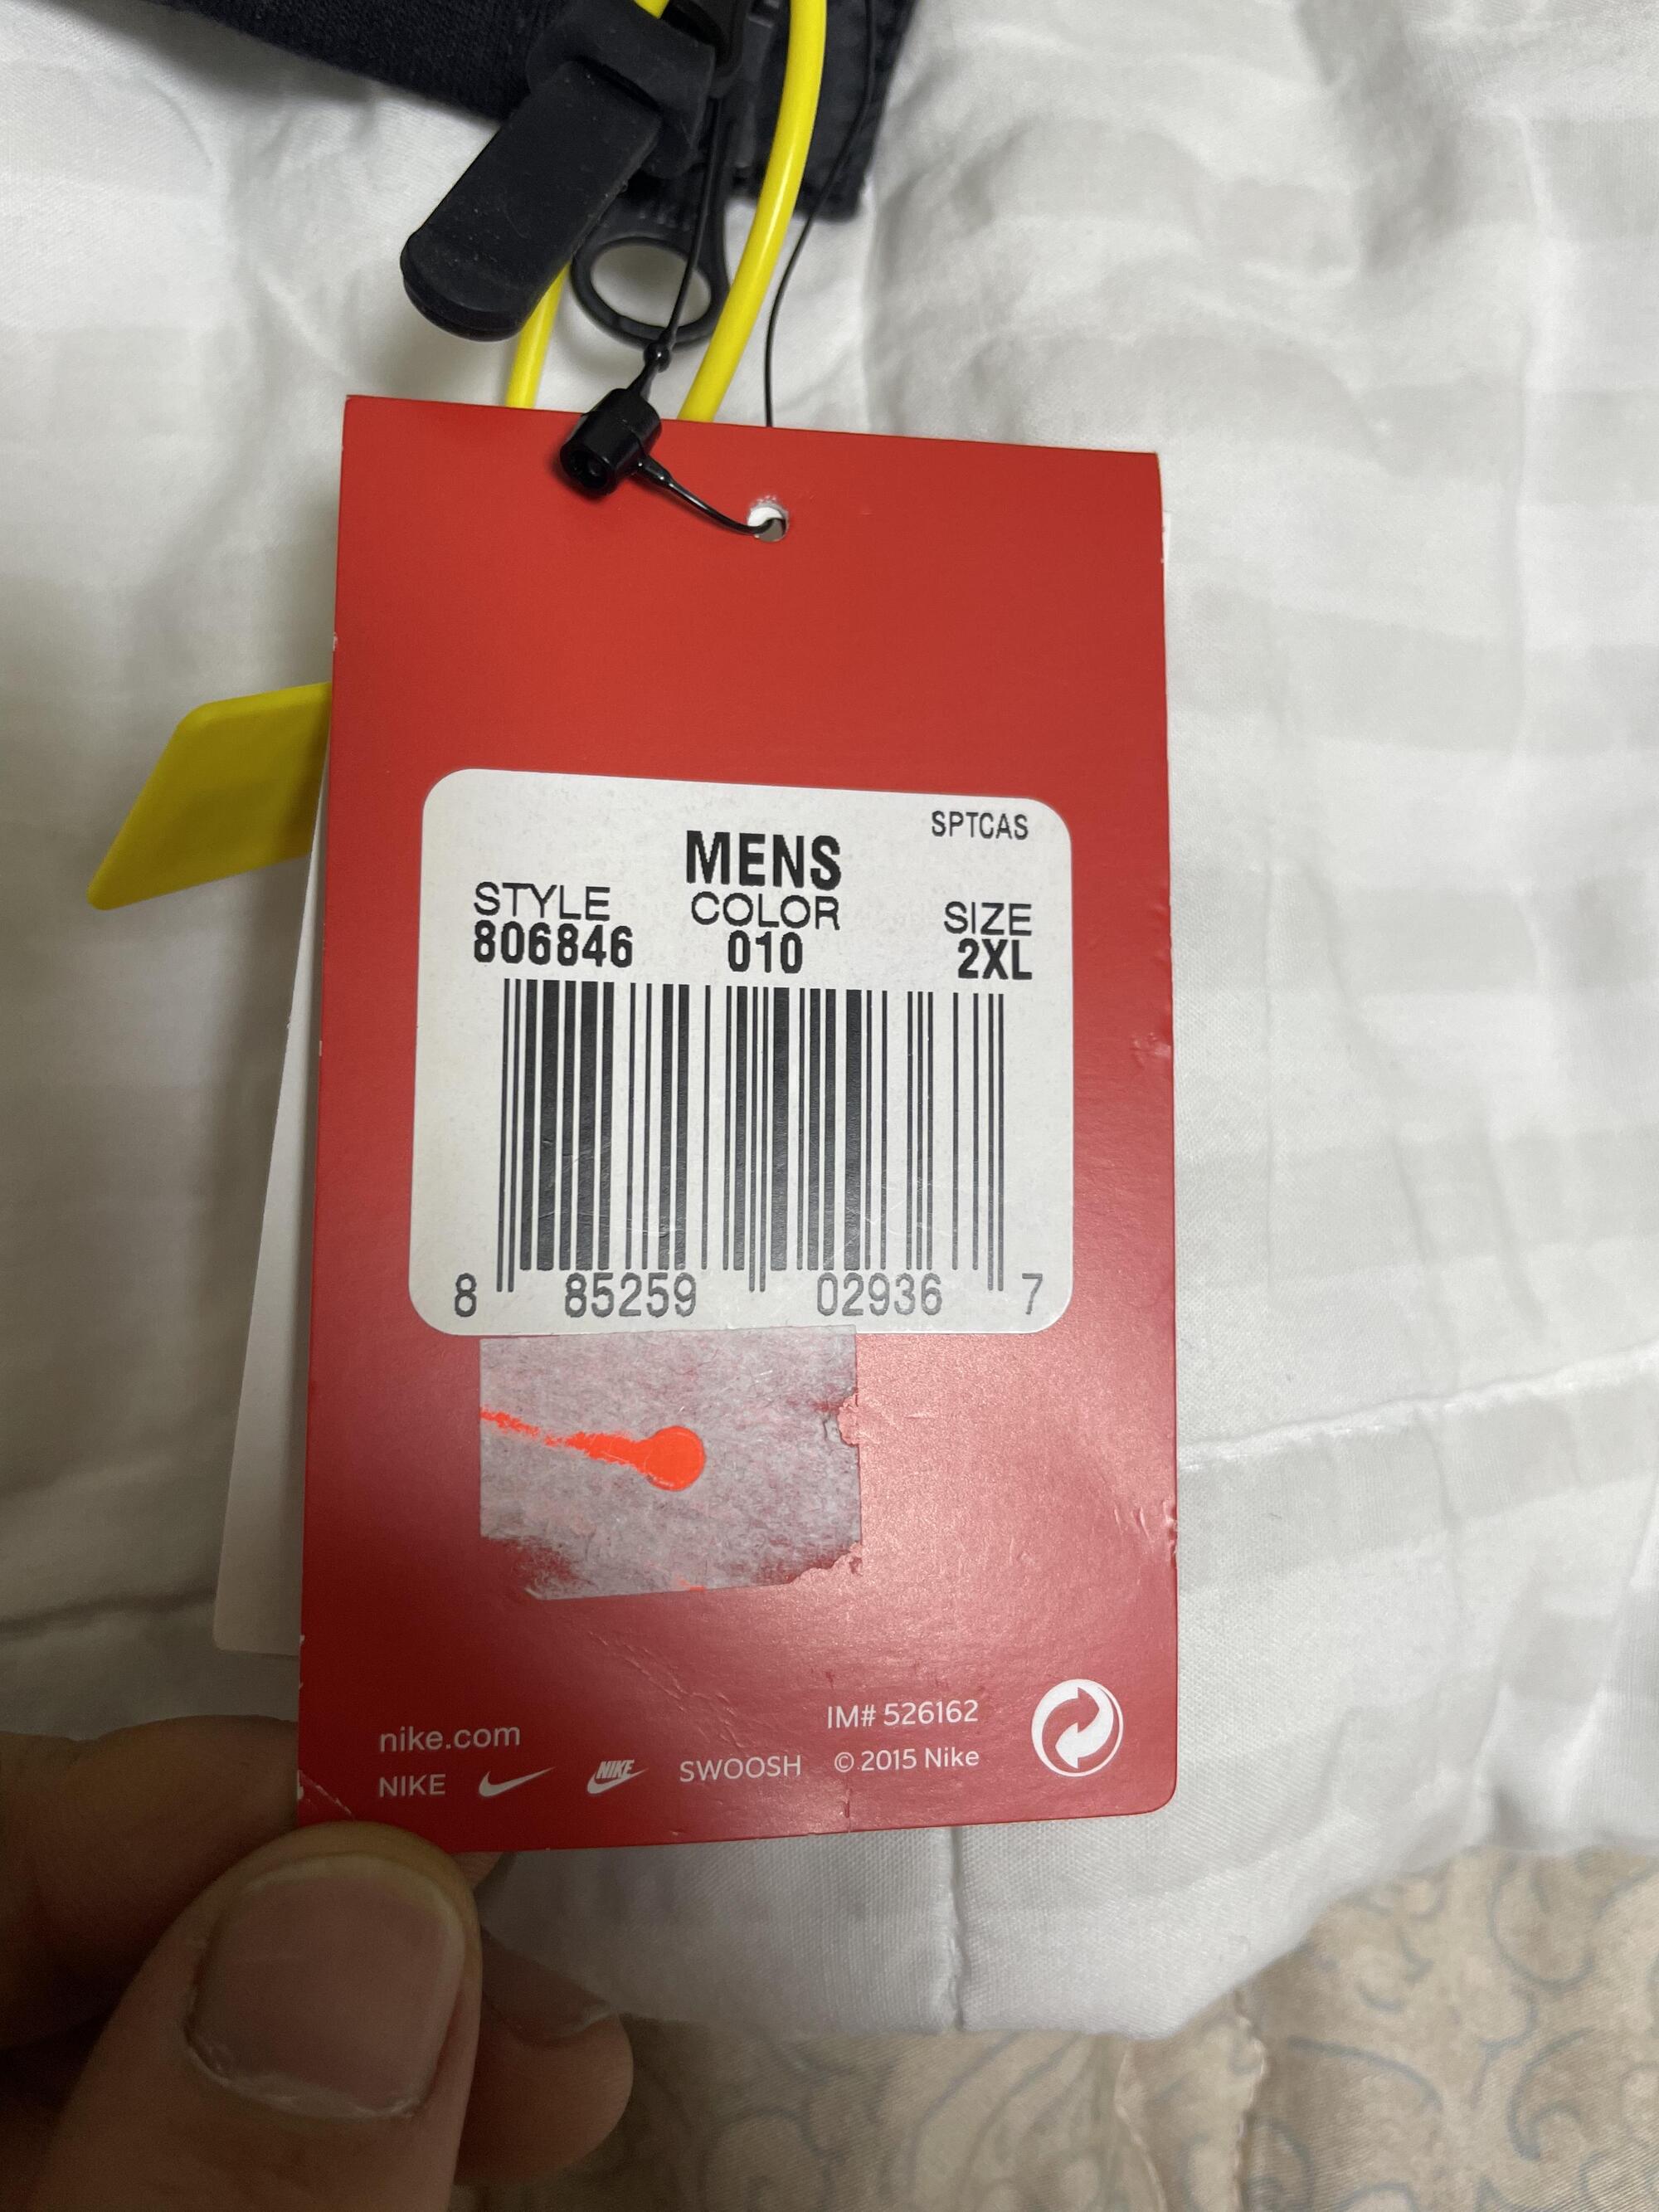 SPTCAS
MENS
STYLE COLOR SIZE
806846 010 2XL
8 85259 02936 7
IM# 526162
nike.com
NIKE NIKE SWOOSH © 2015 Nike